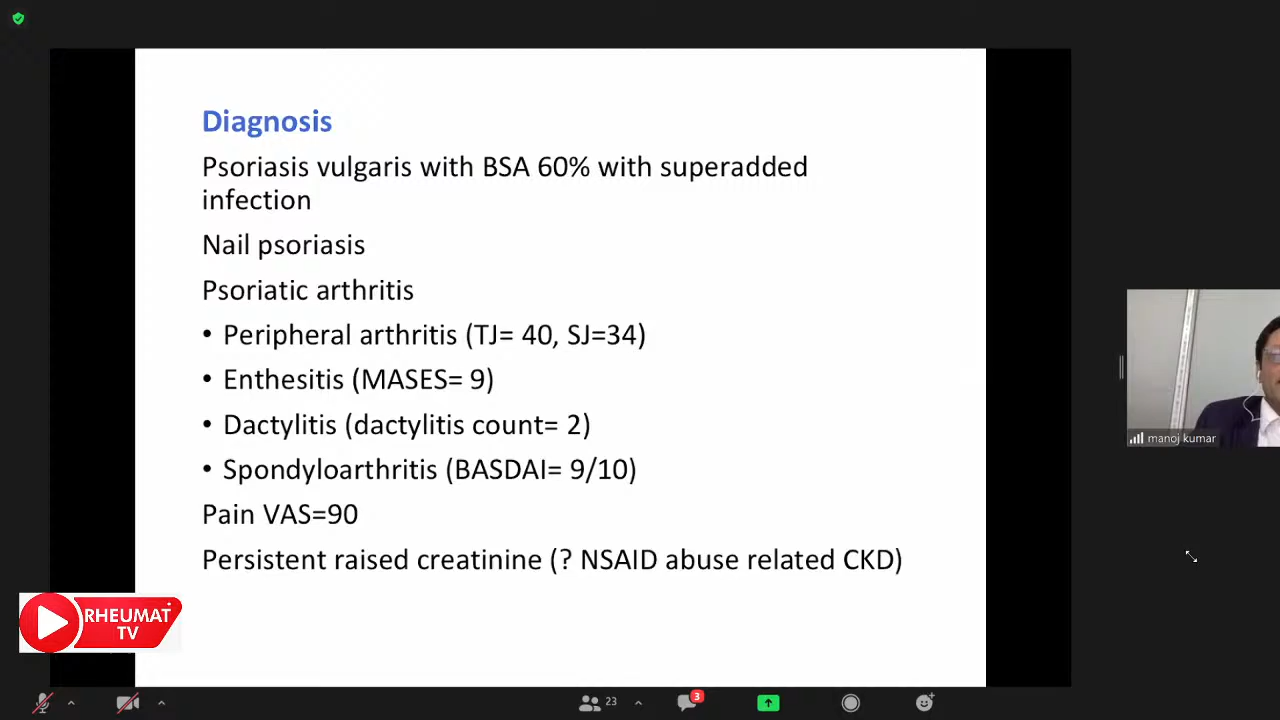 Diagnosis
Psoriasis vulgaris with BSA 60% with superadded
infection
Nail psoriasis
Psoriatic arthritis
• Peripheral arthritis (TJ= 40, SJ=34)
• Enthesitis (MASES= 9)
• Dactylitis (dactylitis count= 2)
• Spondyloarthritis (BASDAI= 9/10)
Pain VAS=90
Persistent raised creatinine (? NSAID abuse related CKD)
manoj kumar
RHEUMAT
TV
23
3